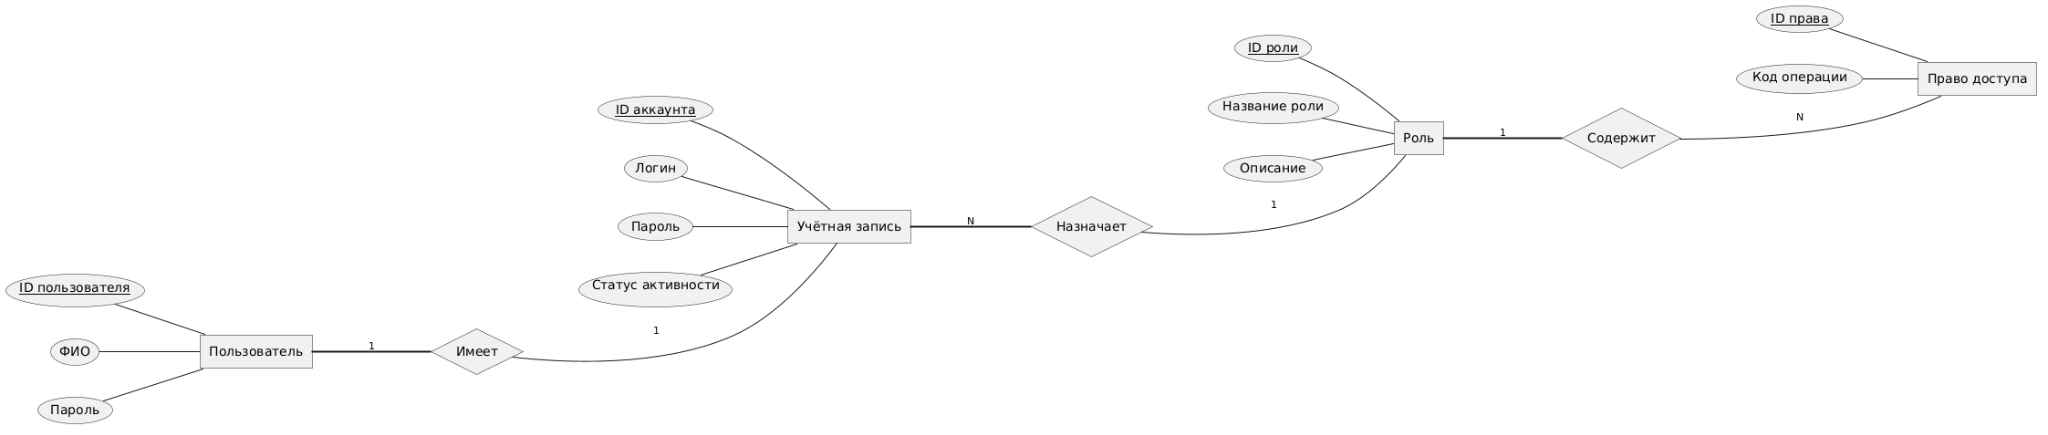 ID права
Код операции
Право доступа
ID роли
Название роли
Описание
Роль
1
Содержит
N
ID аккаунта
Логин
Пароль
Статус активности
Учётная запись
N
Назначает
1
ID пользователя
ФИО
Пароль
Пользователь
1
Имеет
1